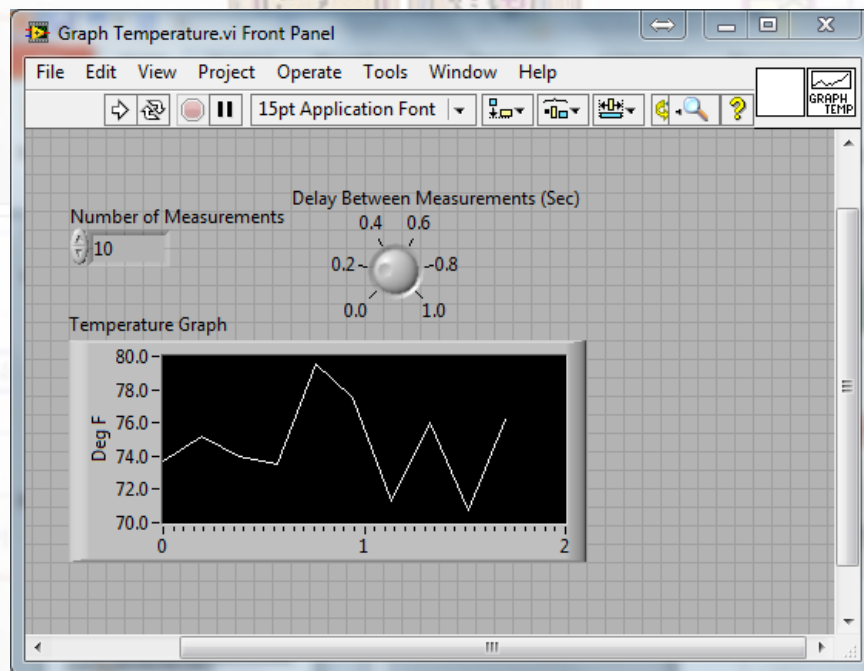 Graph Temperature.vi Front Panel
File Edit View Project Operate Tools Window Help
15pt Application Font
GRAPH
TEMP
Delay Between Measurements (Sec)
Number of Measurements
0.4 0.6
10
0.2 0.8
0.0 1.0
Temperature Graph
80.0
78.0
76.0
74.0
72.0
70.0
Deg F
0 1 2